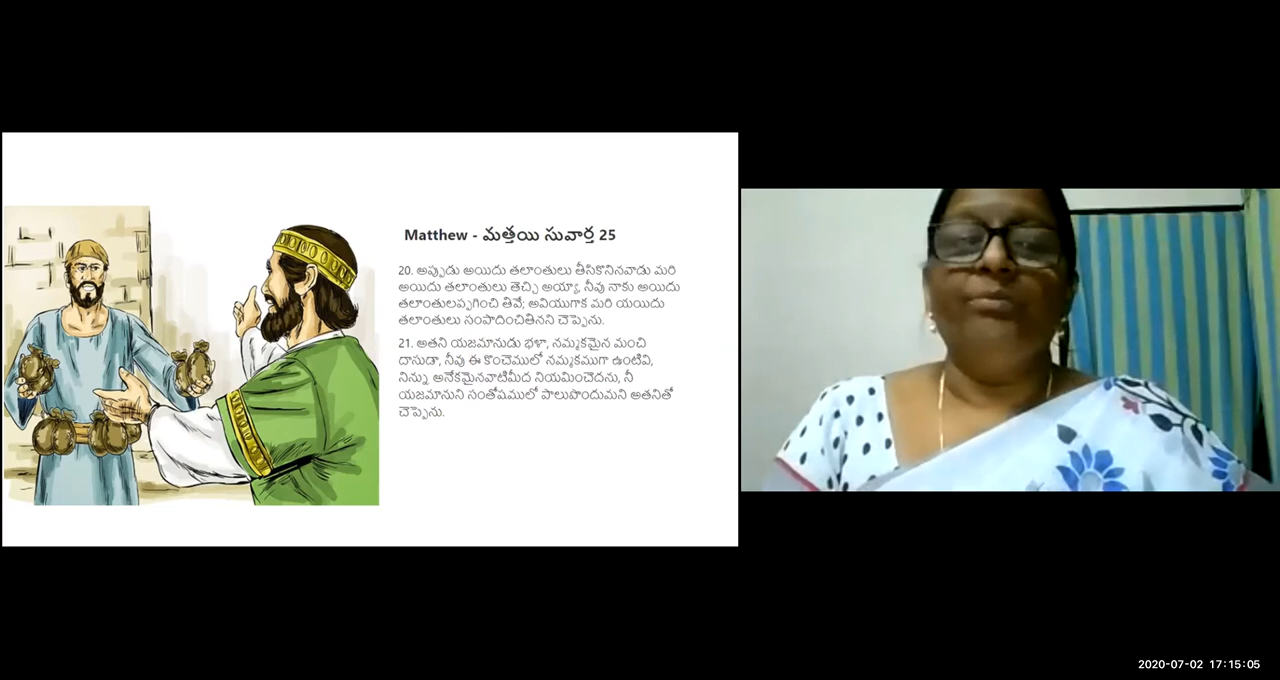 Matthew - మత్తయి సువార్త 25
20. అప్పుడు అయిదు తలాంతులు తీసికొనినవాడు మరి
అయిదు తలాంతులు తెచ్చి అయ్యా, నీవు నాకు అయిదు
తలాంతులప్పగించి తివే; అవియుగాక మరి యయిదు
తలాంతులు సంపాదించితినని చెప్పెను.
21. అతని యజమానుడు భళా, నమ్మకమైన మంచి
దాసుడా, నీవు ఈ కొంచెములో నమ్మకముగా ఉంటివి,
నిన్ను అనేకమైనవాటిమీద నియమించెదను, నీ
యజమానుని సంతోషములో పాలుపొందుమని అతనితో
చెప్పెను.
2020-07-02 17:15:05